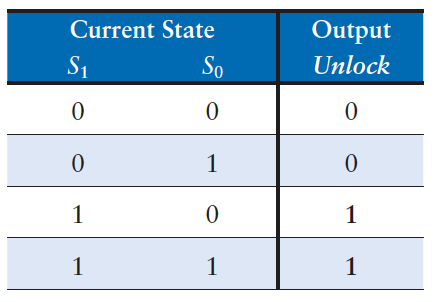 Current State Output
S1 S0 Unlock
0 0 0
0 1 0
1 0 1
1 1 1